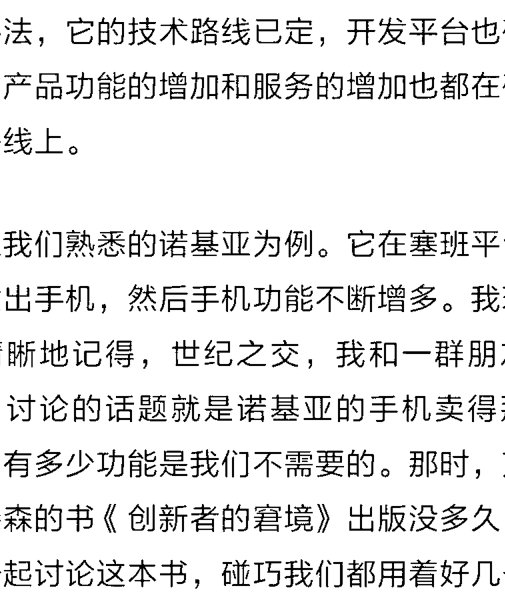 法，它的技术路线已定，开发平台也
产品功能的增加和服务的增加也都在
线上。
我们熟悉的诺基亚为例。它在塞班平
出手机，然后手机功能不断增多。我
晰地记得，世纪之交，我和一群朋
讨论的话题就是诺基亚的手机卖得
有多少功能是我们不需要的。那时，
森的书《创新者的窘境》出版没多久
起讨论这本书，碰巧我们都用着好几